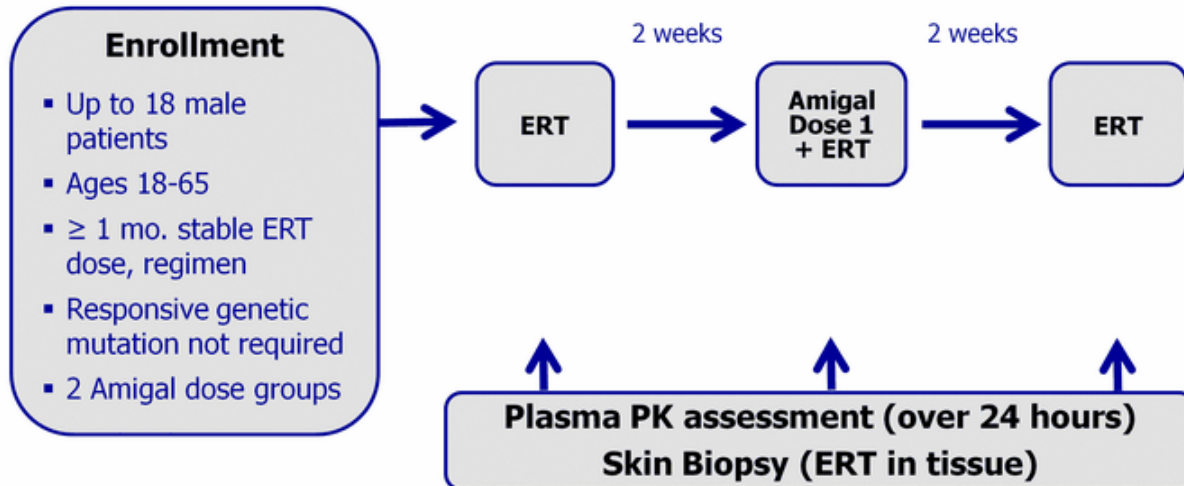 Enrollment
▪ Up to 18 male
patients
▪ Ages 18-65
▪ ≥ 1 mo. stable ERT
dose, regimen
▪ Responsive genetic
mutation not required
▪ 2 Amigal dose groups
ERT
2 weeks
Amigal
Dose 1
+ ERT
2 weeks
ERT
Plasma PK assessment (over 24 hours)
Skin Biopsy (ERT in tissue)